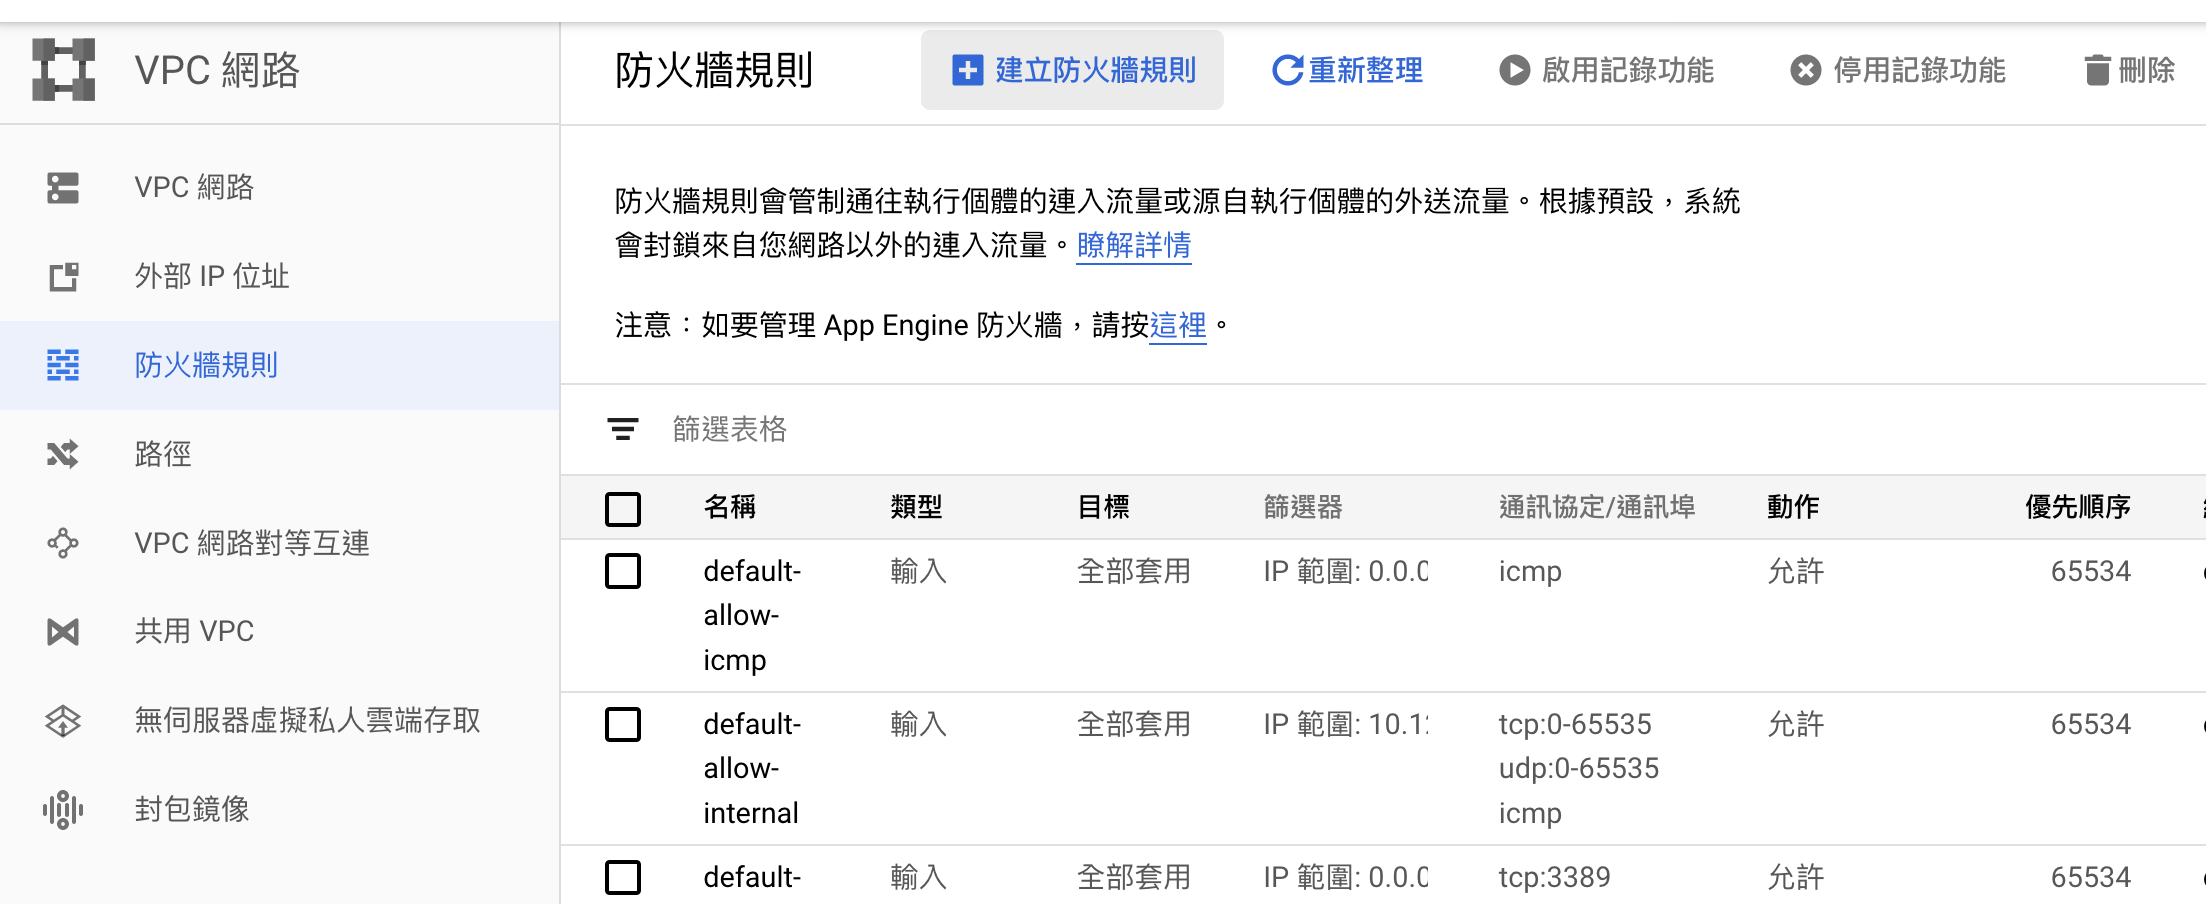 VPC 網路
防火牆規則
建立防火牆規則
重新整理
啟用記錄功能
停用記錄功能
刪除
VPC 網路
外部 IP 位址
防火牆規則
路徑
VPC 網路對等互連
共用 VPC
無伺服器虛擬私人雲端存取
封包鏡像
防火牆規則會管制通往執行個體的連入流量或源自執行個體的外送流量。根據預設，系統
會封鎖來自您網路以外的連入流量。瞭解詳情
注意：如要管理 App Engine 防火牆，請按這裡。
篩選表格
名稱 類型 目標 篩選器 通訊協定/通訊埠 動作 優先順序
default- 輸入 全部套用 IP 範圍: 0.0.0 icmp 允許 65534
allow-
icmp
default- 輸入 全部套用 IP 範圍: 10.1 tcp:0-65535 允許 65534
allow- udp:0-65535
internal icmp
default- 輸入 全部套用 IP 範圍: 0.0.0 tcp:3389 允許 65534